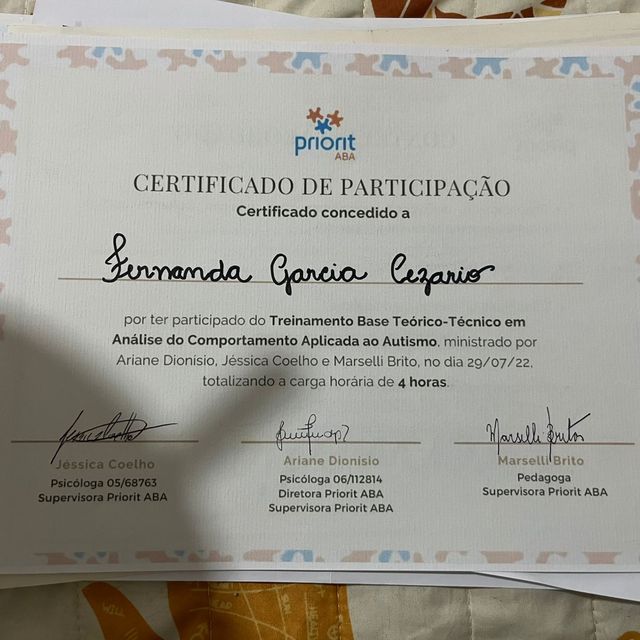 priorit
ABA
CERTIFICADO DE PARTICIPAÇÃO
Certificado concedido a
Fernanda Garcia Cezario
por ter participado do Treinamento Base Teórico-Técnico em
Análise do Comportamento Aplicada ao Autismo, ministrado por
Ariane Dionísio, Jéssica Coelho e Marselli Brito, no dia 29/07/22,
totalizando a carga horária de 4 horas.
Marselli Brito
Jéssica Coelho Ariane Dionísio Marselli Brito
Psicóloga 05/68763 Psicóloga 06/112814 Pedagoga
Supervisora Priorit ABA Diretora Priorit ABA Supervisora Priorit ABA
Supervisora Priorit ABA